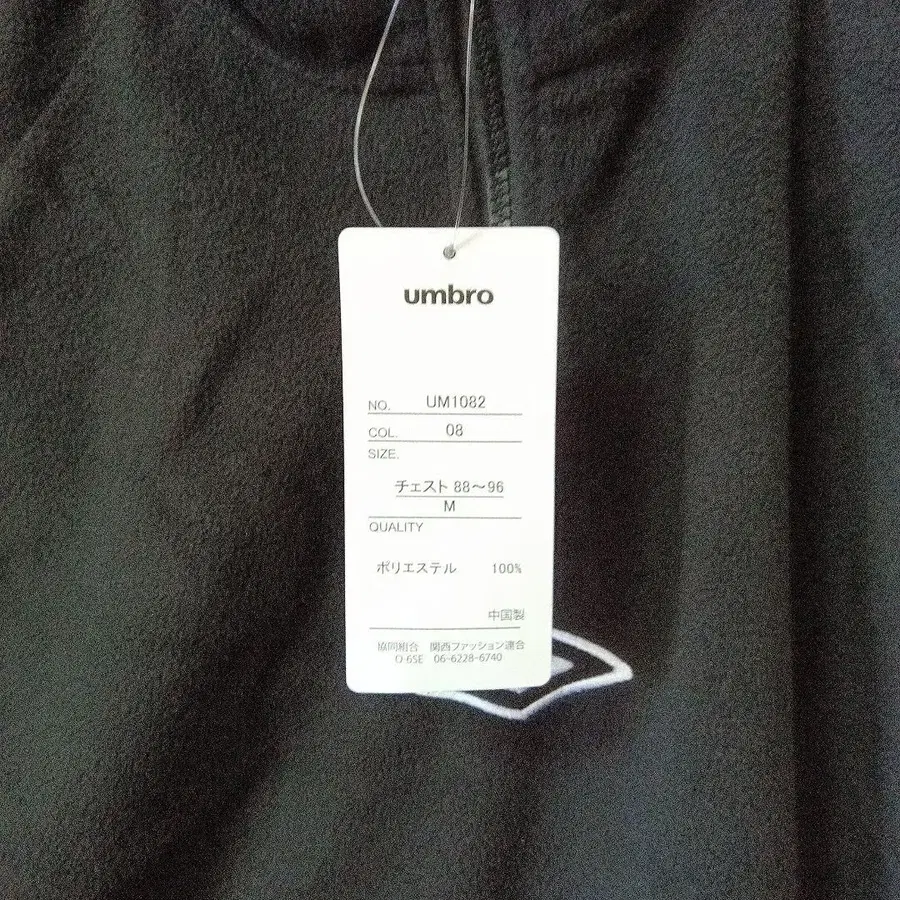 umbro
NO. UM1082
COL. 08
SIZE.
チェスト 88～96
M
QUALITY
ポリエステル 100%
中国製
協同組合 関西ファッション連合
O-65E 06-6228-6740